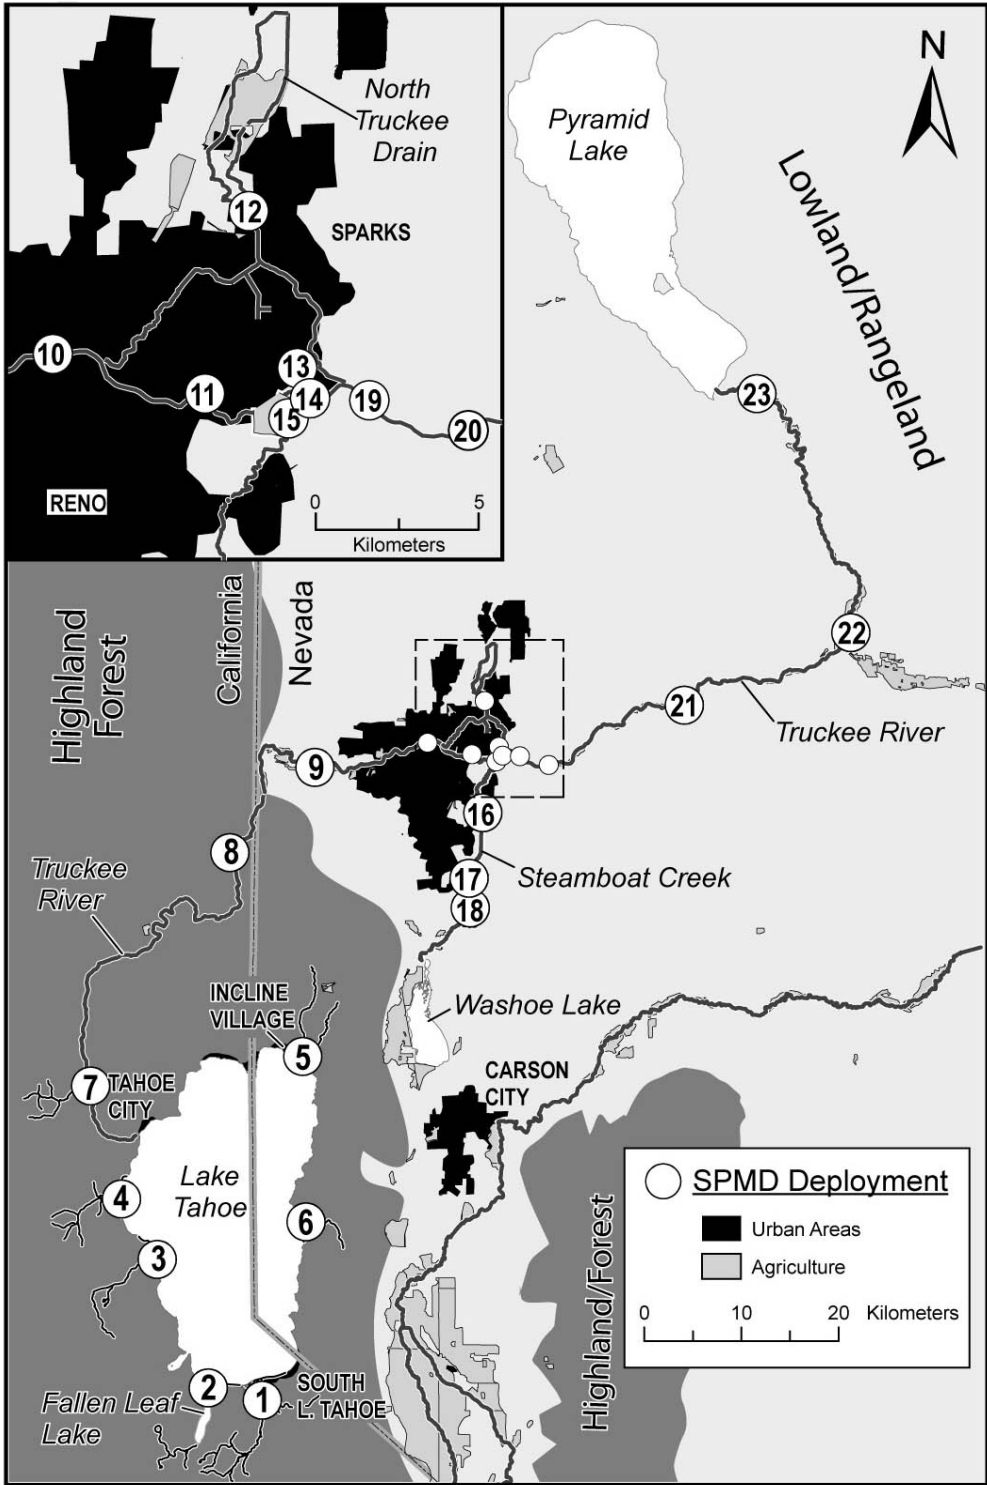 North
Truckee
Drain
12
SPARKS
10
11
13
14
15
19
20
RENO
0
5
Kilometers
N
Pyramid
Lake
Lowland/Rangeland
23
22
21
Truckee River
Highland
Forest
California
Nevada
9
8
16
17
18
Steamboat Creek
Truckee
River
INCLINE
VILLAGE
5
Washoe Lake
7
TAHOE
CITY
CARSON
CITY
Lake
Tahoe
4
3
6
2
1
SOUTH
L. TAHOE
Fallen Leaf
Lake
Highland/Forest
SPMD Deployment
Urban Areas
Agriculture
0
10
20
Kilometers